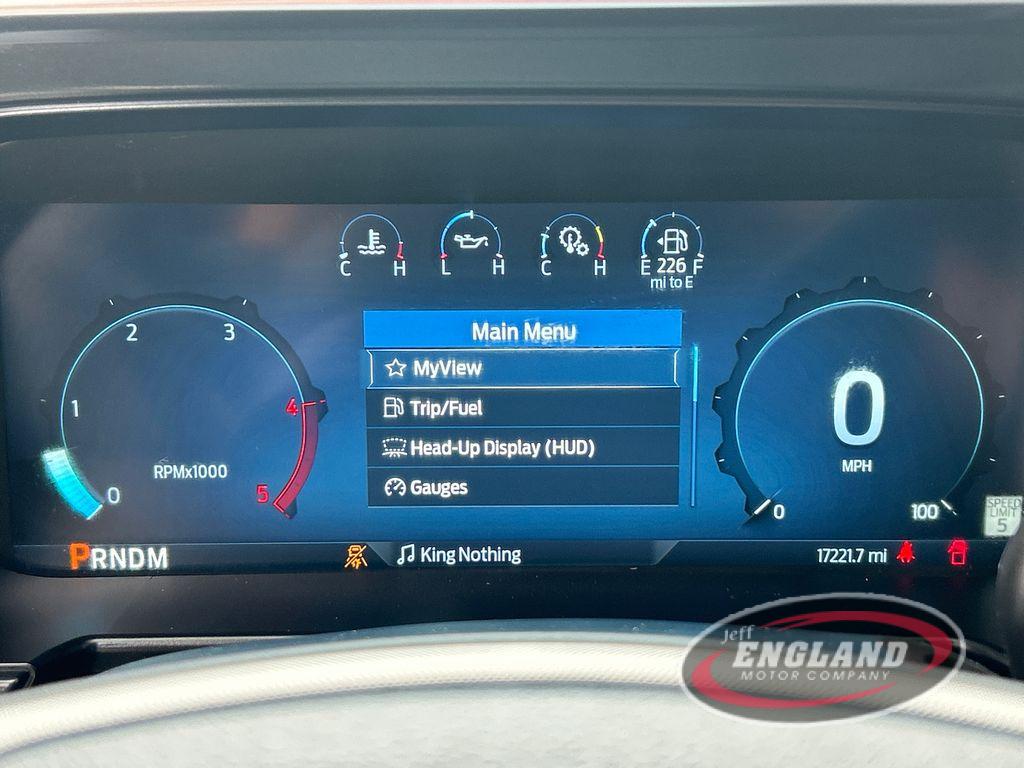 C H
L H
C H
E 226 F
mi to E
Main Menu
MyView
Trip/Fuel
Head-Up Display (HUD)
Gauges
0 1 2 3 4 5
RPMx1000
0
MPH
0 100
SPEED
LIMIT
5
PRNDM
King Nothing
17221.7 mi
Jeff
ENGLAND
MOTOR COMPANY